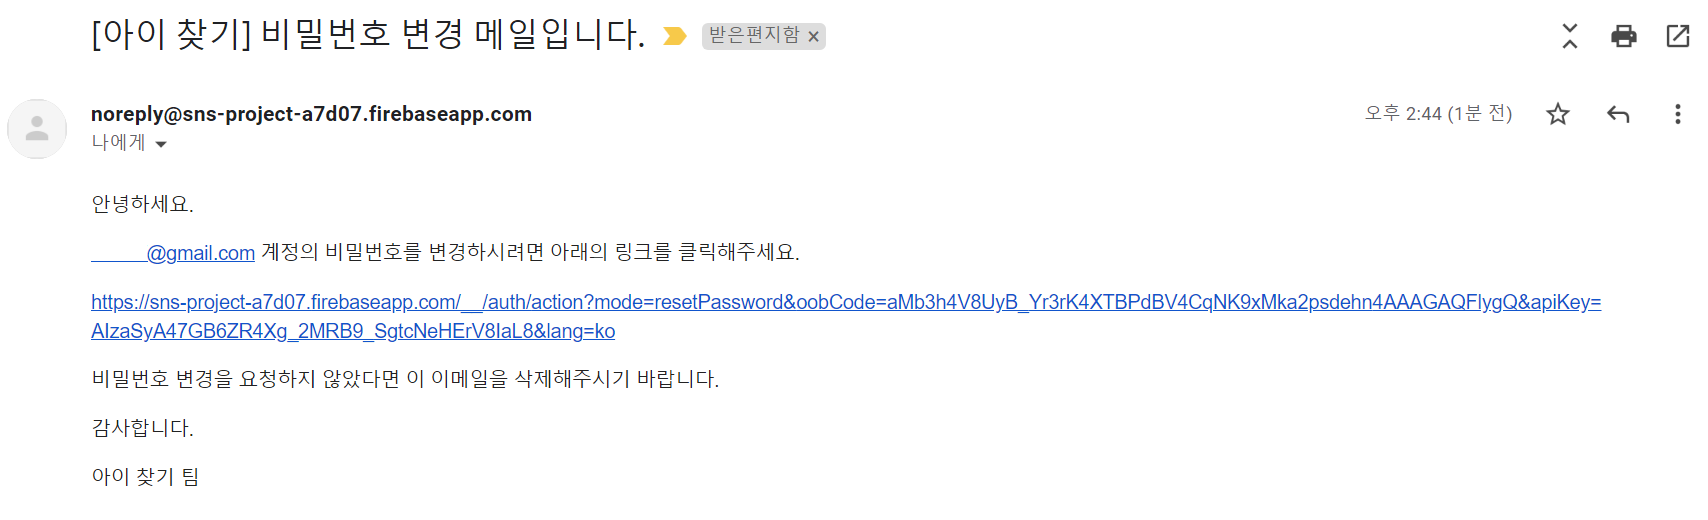 [아이 찾기] 비밀번호 변경 메일입니다. 받은편지함 ×
noreply@sns-project-a7d07.firebaseapp.com 오후 2:44 (1분 전)
나에게
안녕하세요.
@gmail.com 계정의 비밀번호를 변경하시려면 아래의 링크를 클릭해주세요.
https://sns-project-a7d07.firebaseapp.com/__/auth/action?mode=resetPassword&oobCode=aMb3h4V8UyB_Yr3rK4XTBPdBV4CqNK9xMka2psdehn4AAAGAQFlygQ&apiKey=
AIzaSyA47GB6ZR4Xg_2MRB9_SgtcNeHErV8IaL8&lang=ko
비밀번호 변경을 요청하지 않았다면 이 이메일을 삭제해주시기 바랍니다.
감사합니다.
아이 찾기 팀